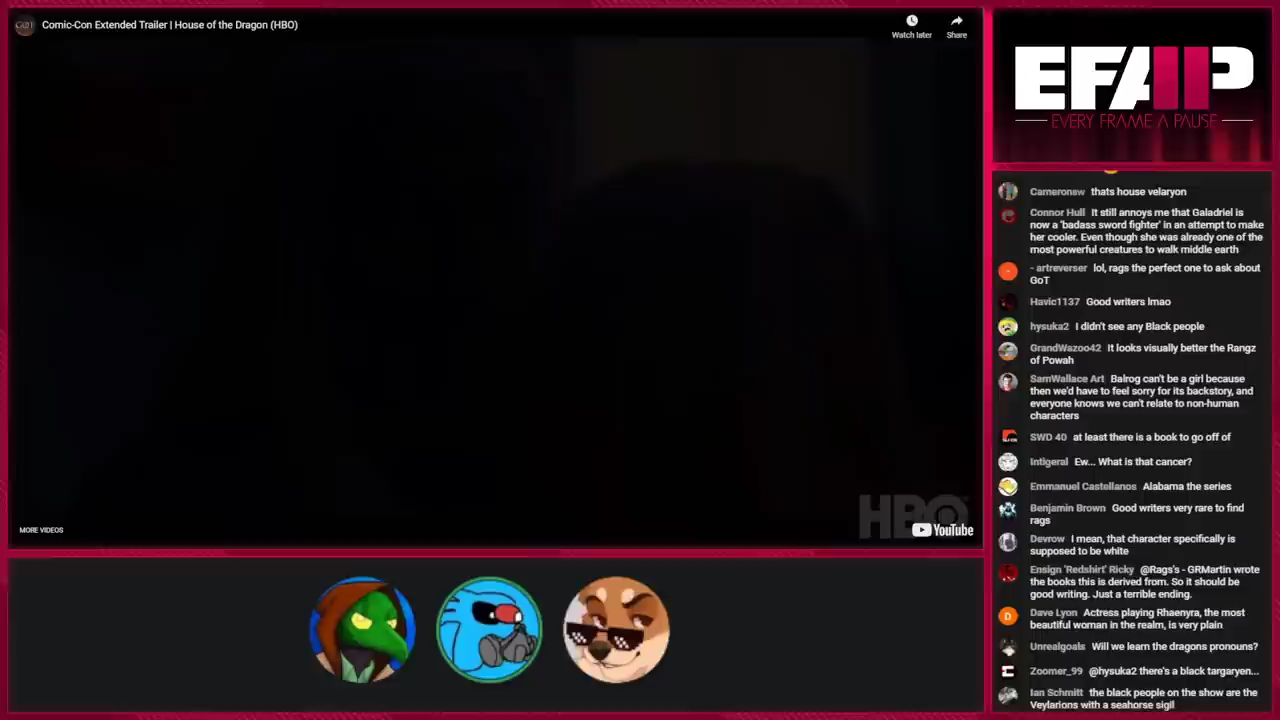 Comic-Con Extended Trailer | House of the Dragon (HBO)
Watch later
Share
MORE VIDEOS
HBO
YouTube
EFAP
EVERY FRAME A PAUSE
Cameronew thats house velaryon
Connor Hull It still annoys me that Galadriel is
now a 'badass sword fighter' in an attempt to make
her cooler. Even though she was already one of the
most powerful creatures to walk middle earth
- artreverser lol, rags the perfect one to ask about
GoT
Havic1137 Good writers lmao
hysuka2 I didn't see any Black people
GrandWazoo42 It looks visually better the Rangz
of Powah
SamWallace Art Balrog can't be a girl because
then we'd have to feel sorry for its backstory, and
everyone knows we can't relate to non-human
characters
SWD 40 at least there is a book to go off of
Intigeral Ew... What is that cancer?
Emmanuel Castellanos Alabama the series
Benjamin Brown Good writers very rare to find
rags
Devrow I mean, that character specifically is
supposed to be white
Ensign 'Redshirt' Ricky @Rags's - GRMartin wrote
the books this is derived from. So it should be
good writing. Just a terrible ending.
Dave Lyon Actress playing Rhaenyra, the most
beautiful woman in the realm, is very plain
Unrealgoals Will we learn the dragons pronouns?
Zoomer_99 @hysuka2 there's a black targaryen...
Ian Schmitt the black people on the show are the
Veylarions with a seahorse sigil